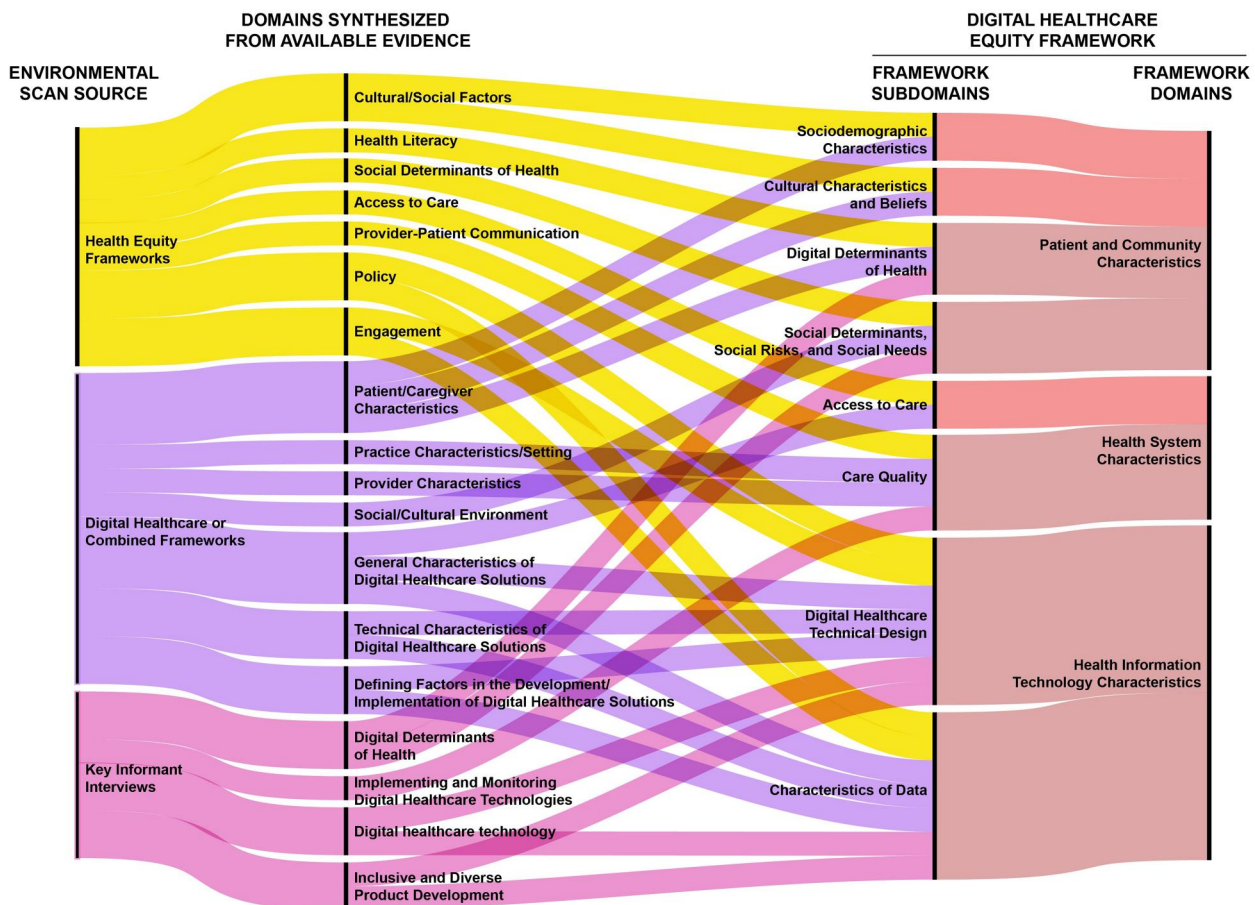 DOMAINS SYNTHESIZED
FROM AVAILABLE EVIDENCE
DIGITAL HEALTHCARE
EQUITY FRAMEWORK
ENVIRONMENTAL
SCAN SOURCE
FRAMEWORK
SUBDOMAINS
FRAMEWORK
DOMAINS
Health Equity
Frameworks
Digital Healthcare or
Combined Frameworks
Key Informant
Interviews
Cultural/Social Factors
Health Literacy
Social Determinants of Health
Access to Care
Provider-Patient Communication
Policy
Engagement
Patient/Caregiver
Characteristics
Practice Characteristics/Setting
Provider Characteristics
Social/Cultural Environment
General Characteristics of
Digital Healthcare Solutions
Technical Characteristics of
Digital Healthcare Solutions
Defining Factors in the Development/
Implementation of Digital Healthcare Solutions
Digital Determinants
of Health
Implementing and Monitoring
Digital Healthcare Technologies
Digital healthcare technology
Inclusive and Diverse
Product Development
Sociodemographic
Characteristics
Cultural Characteristics
and Beliefs
Digital Determinants
of Health
Social Determinants,
Social Risks, and Social Needs
Access to Care
Care Quality
Digital Healthcare
Technical Design
Characteristics of Data
Patient and Community
Characteristics
Health System
Characteristics
Health Information
Technology Characteristics